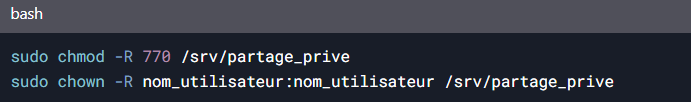 bash
sudo chmod -R 770 /srv/partage_prive
sudo chown -R nom_utilisateur:nom_utilisateur /srv/partage_prive